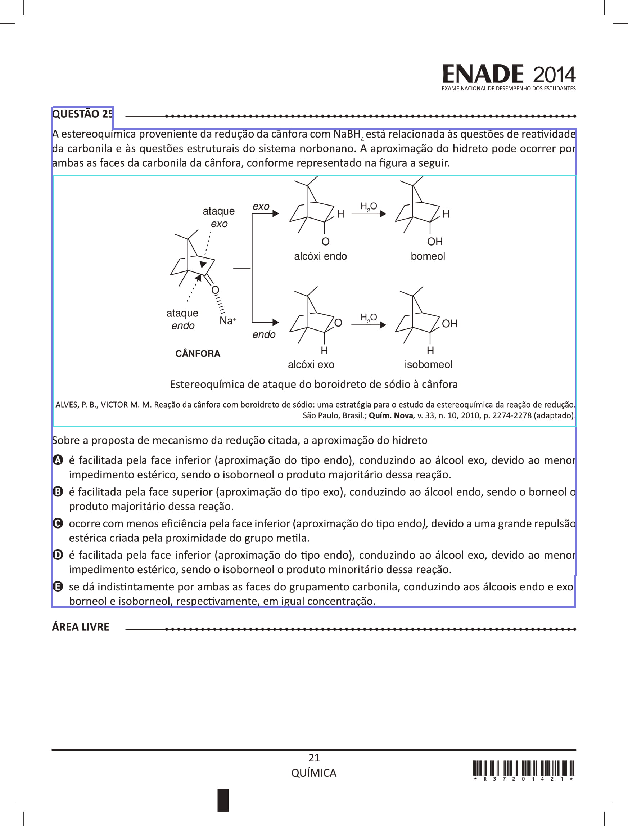 ENADE 2014
EXAME NACIONAL DE DESEMPENHO DOS ESTUDANTES
QUESTÃO 25
A estereoquímica proveniente da redução da cânfora com NaBH4 está relacionada às questões de reatividade
da carbonila e às questões estruturais do sistema norbonano. A aproximação do hidreto pode ocorrer por
ambas as faces da carbonila da cânfora, conforme representado na figura a seguir.
ataque
exo
exo
H
O
alcóxi endo
H2O
H
OH
borneol
O
Na+
ataque
endo
CÂNFORA
endo
O
H
alcóxi exo
H2O
OH
H
isoborneol
Estereoquímica de ataque do boroidreto de sódio à cânfora
ALVES, P. B., VICTOR M. M. Reação da cânfora com boroidreto de sódio: uma estratégia para o estudo da estereoquímica da reação de redução.
São Paulo, Brasil.; Quím. Nova, v. 33, n. 10, 2010, p. 2274-2278 (adaptado).
Sobre a proposta de mecanismo da redução citada, a aproximação do hidreto
A é facilitada pela face inferior (aproximação do tipo endo), conduzindo ao álcool exo, devido ao menor
impedimento estérico, sendo o isoborneol o produto majoritário dessa reação.
B é facilitada pela face superior (aproximação do tipo exo), conduzindo ao álcool endo, sendo o borneol o
produto majoritário dessa reação.
C ocorre com menos eficiência pela face inferior (aproximação do tipo endo), devido a uma grande repulsão
estérica criada pela proximidade do grupo metila.
D é facilitada pela face inferior (aproximação do tipo endo), conduzindo ao álcool exo, devido ao menor
impedimento estérico, sendo o isoborneol o produto minoritário dessa reação.
E se dá indistintamente por ambas as faces do grupamento carbonila, conduzindo aos álcoois endo e exo
borneol e isoborneol, respectivamente, em igual concentração.
ÁREA LIVRE
21
QUÍMICA
*R3720142​1*